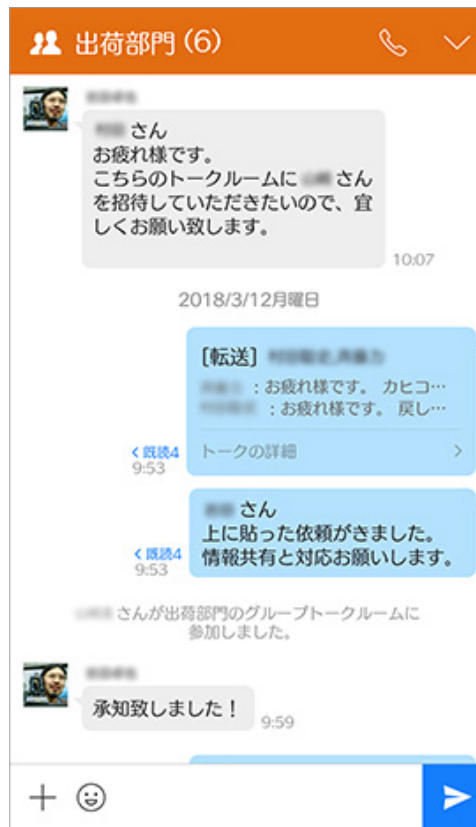 出荷部門(6)
さん
お疲れ様です。
こちらのトークルームに さん
を招待していただきたいので、宜
しくお願い致します。
10:07
2018/3/12月曜日
[転送]
:お疲れ様です。 カヒコ…
:お疲れ様です。 戻し…
トークの詳細
既読4
9:53
さん
上に貼った依頼がきました。
情報共有と対応お願いします。
既読4
9:53
さんが出荷部門のグループトークルームに
参加しました。
承知致しました!
9:59